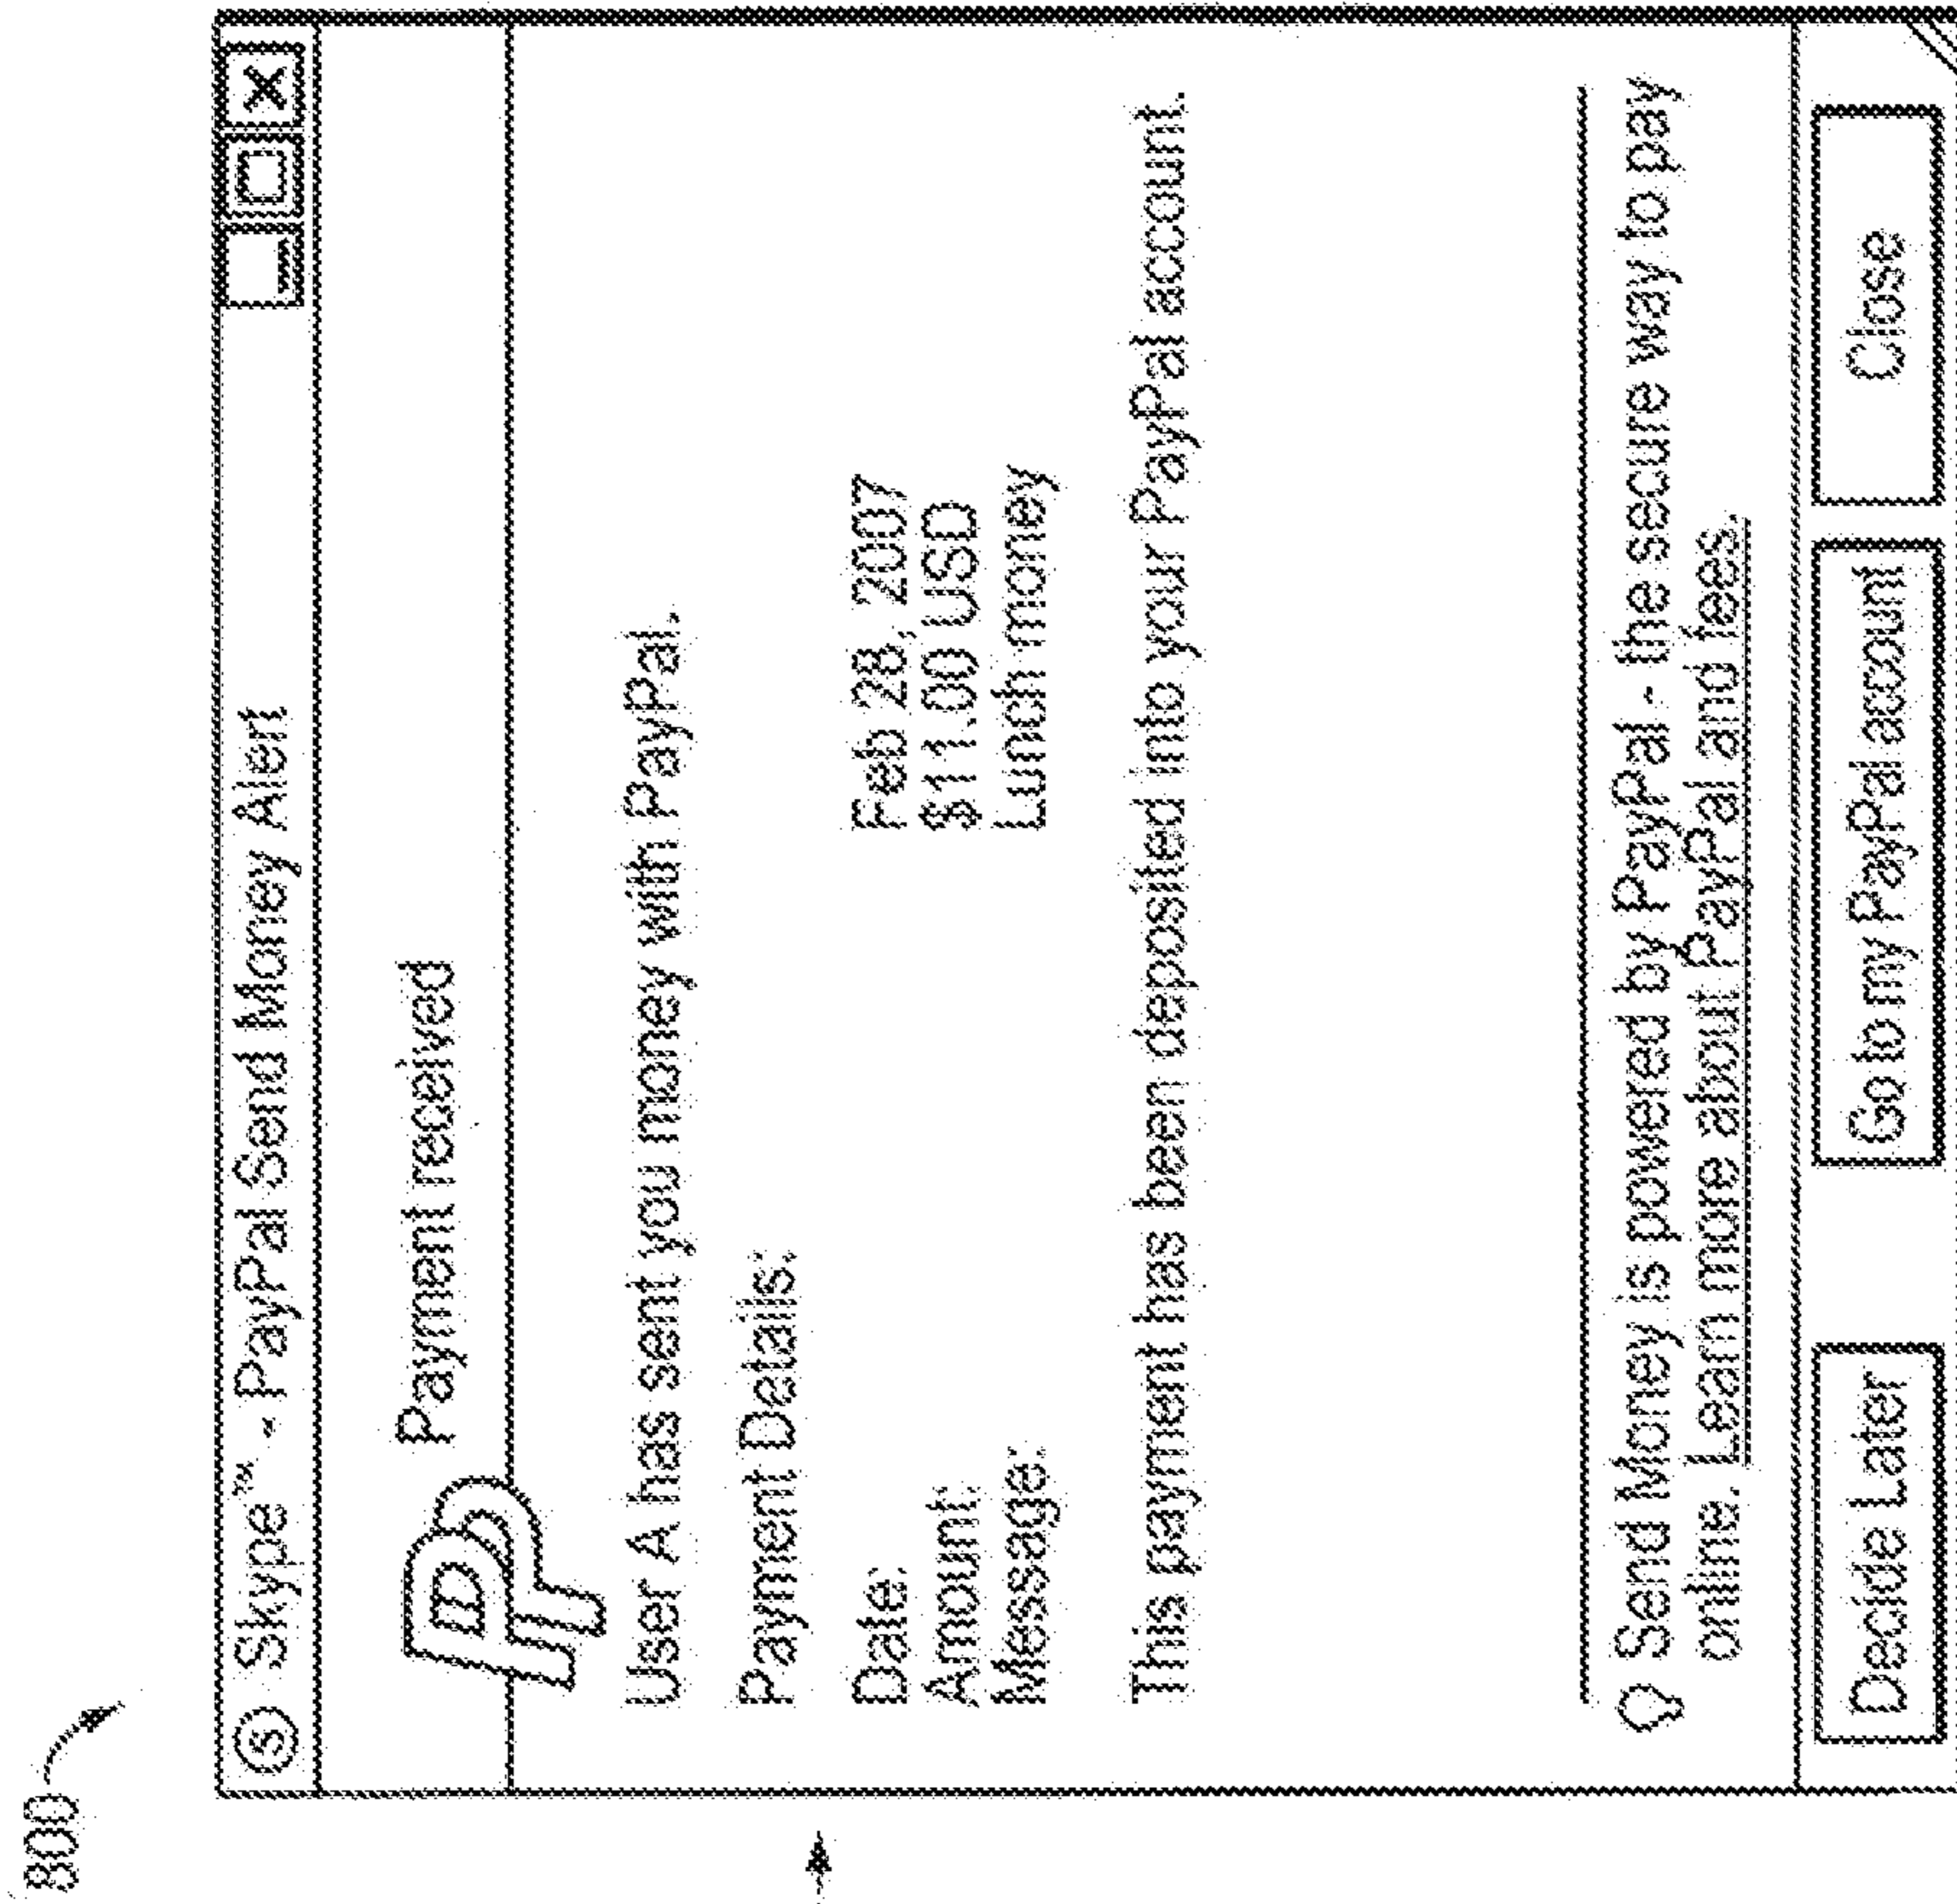 800
S Skype™ - PayPal Send Money Alert
Payment received
User A has sent you money with PayPal.
Payment Details:
Date: Feb 28, 2007
Amount: $11.00 USD
Message: Lunch money
This payment has been deposited into your PayPal account.
Send Money is powered by PayPal - the secure way to pay
online. Learn more about PayPal and fees.
Decide Later Go to my PayPal account Close